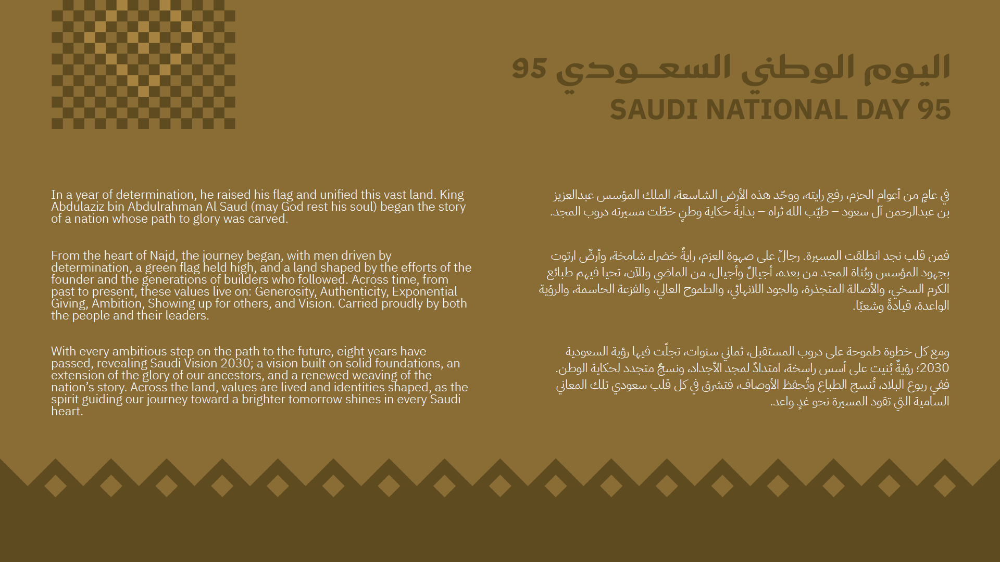 اليوم الوطني السعـــودي 95
SAUDI NATIONAL DAY 95
In a year of determination, he raised his flag and unified this vast land. King
Abdulaziz bin Abdulrahman Al Saud (may God rest his soul) began the story
of a nation whose path to glory was carved.
From the heart of Najd, the journey began, with men driven by
determination, a green flag held high, and a land shaped by the efforts of the
founder and the generations of builders who followed. Across time, from
past to present, these values live on: Generosity, Authenticity, Exponential
Giving, Ambition, Showing up for others, and Vision. Carried proudly by both
the people and their leaders.
With every ambitious step on the path to the future, eight years have
passed, revealing Saudi Vision 2030; a vision built on solid foundations, an
extension of the glory of our ancestors, and a renewed weaving of the
nation’s story. Across the land, values are lived and identities shaped, as the
spirit guiding our journey toward a brighter tomorrow shines in every Saudi
heart.
في عامٍ من أعوام الحزم، رفع رايته، ووحّد هذه الأرض الشاسعة، الملك المؤسس عبدالعزيز
بن عبدالرحمن آل سعود – طيّب الله ثراه – بدايةَ حكاية وطنٍ خطّت مسيرته دروب المجد.
فمن قلب نجد انطلقت المسيرة. رجالٌ على صهوة العزم، رايةٌ خضراء شامخة، وأرضٌ ارتوت
بجهود المؤسس وبُناة المجد من بعده، أجيالٌ وأجيال، من الماضي وللآن، تحيا فيهم طبائع
الكرم السخي، والأصالة المتجذرة، والجود اللانهائي، والطموح العالي، والفزعة الحاسمة، والرؤية
الواعدة، قيادةً وشعبًا.
ومع كل خطوة طموحة على دروب المستقبل، ثماني سنوات، تجلّت فيها رؤية السعودية
2030؛ رؤيةٌ بُنيت على أسس راسخة، امتدادٌ لمجد الأجداد، ونسجٌ متجدد لحكاية الوطن.
ففي ربوع البلاد، تُنسج الطباع وتُحفظ الأوصاف، فتشرق في كل قلب سعودي تلك المعاني
السامية التي تقود المسيرة نحو غدٍ واعد.